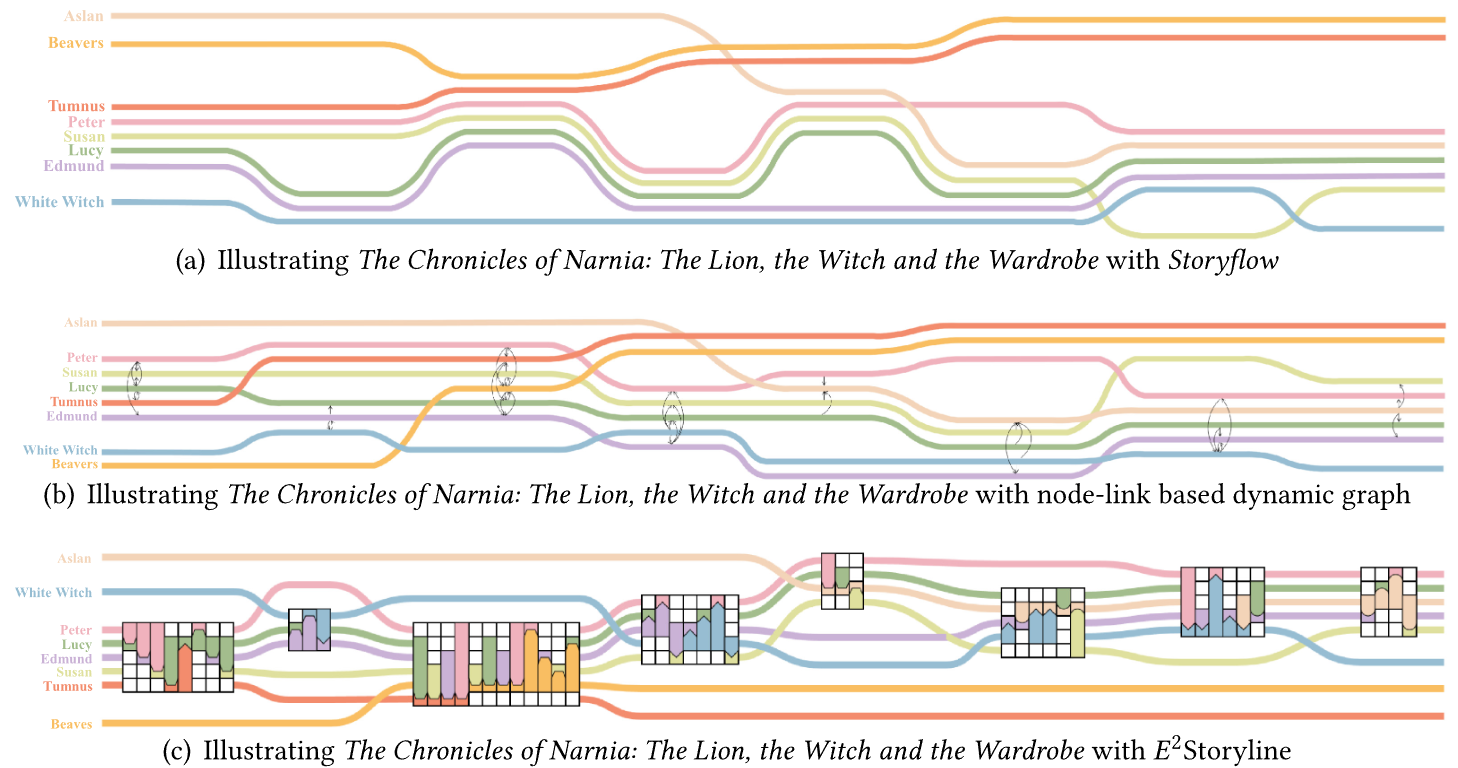 Aslan
Beavers
Tumnus
Peter
Susan
Lucy
Edmund
White Witch
(a) Illustrating The Chronicles of Narnia: The Lion, the Witch and the Wardrobe with Storyflow
Aslan
Peter
Susan
Lucy
Tumnus
Edmund
White Witch
Beavers
(b) Illustrating The Chronicles of Narnia: The Lion, the Witch and the Wardrobe with node-link based dynamic graph
Aslan
White Witch
Peter
Lucy
Edmund
Susan
Tumnus
Beaves
(c) Illustrating The Chronicles of Narnia: The Lion, the Witch and the Wardrobe with E²Storyline